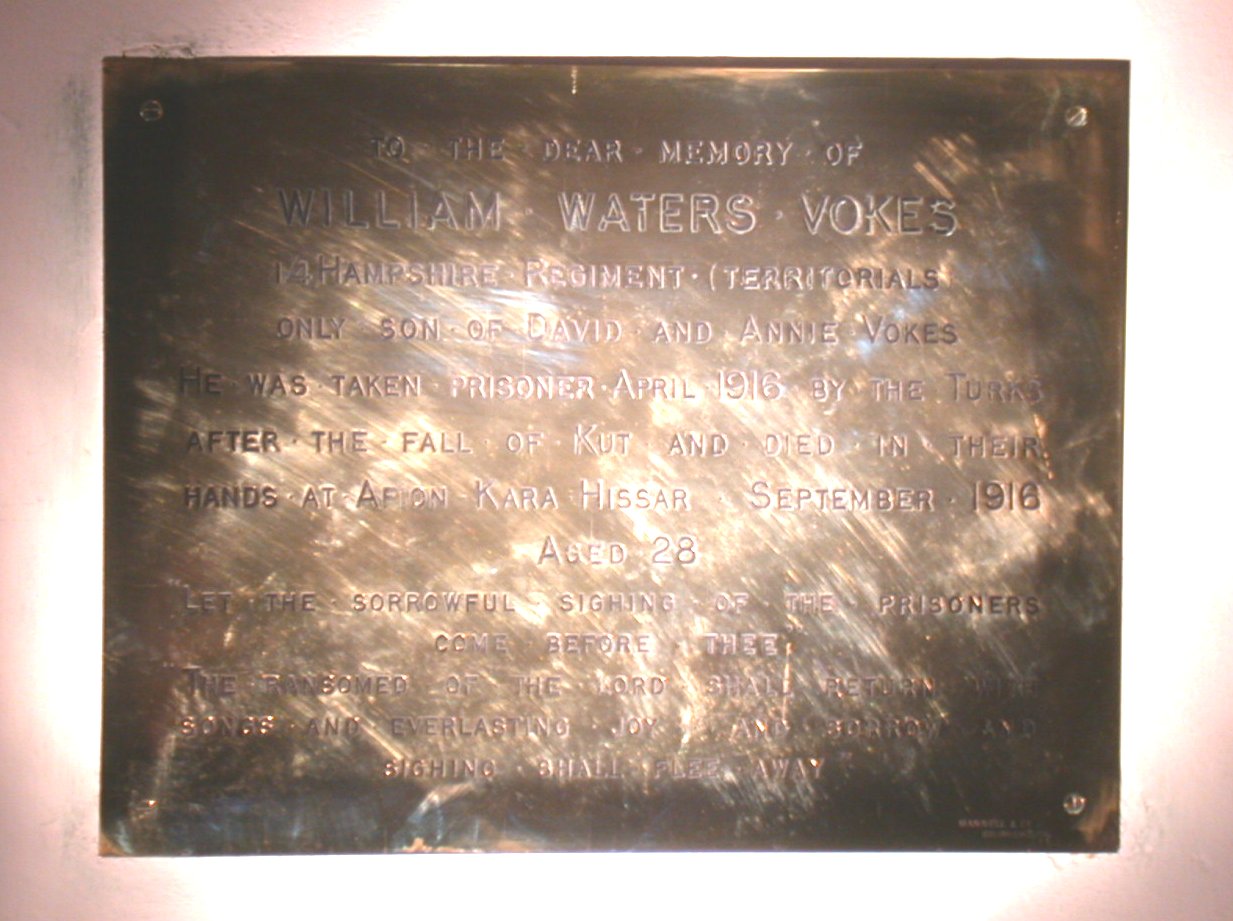 TO · THE · DEAR · MEMORY · OF
WILLIAM · WATERS · VOKES
14 HAMPSHIRE · REGIMENT · (TERRITORIALS
ONLY · SON · OF · DAVID · AND · ANNIE · VOKES
HE · WAS · TAKEN · PRISONER · APRIL · 1916 · BY · THE · TURKS
AFTER · THE · FALL · OF · KUT · AND · DIED · IN · THEIR
HANDS · AT · AFION · KARA · HISSAR · SEPTEMBER · 1916
AGED 28
"LET · THE · SORROWFUL · SIGHING · OF · THE · PRISONERS
COME · BEFORE · THEE
"THE · RANSOMED · OF · THE · LORD · SHALL · RETURN · WITH
SONGS · AND · EVERLASTING · JOY · AND · SORROW · AND
SIGHING · SHALL · FLEE · AWAY"